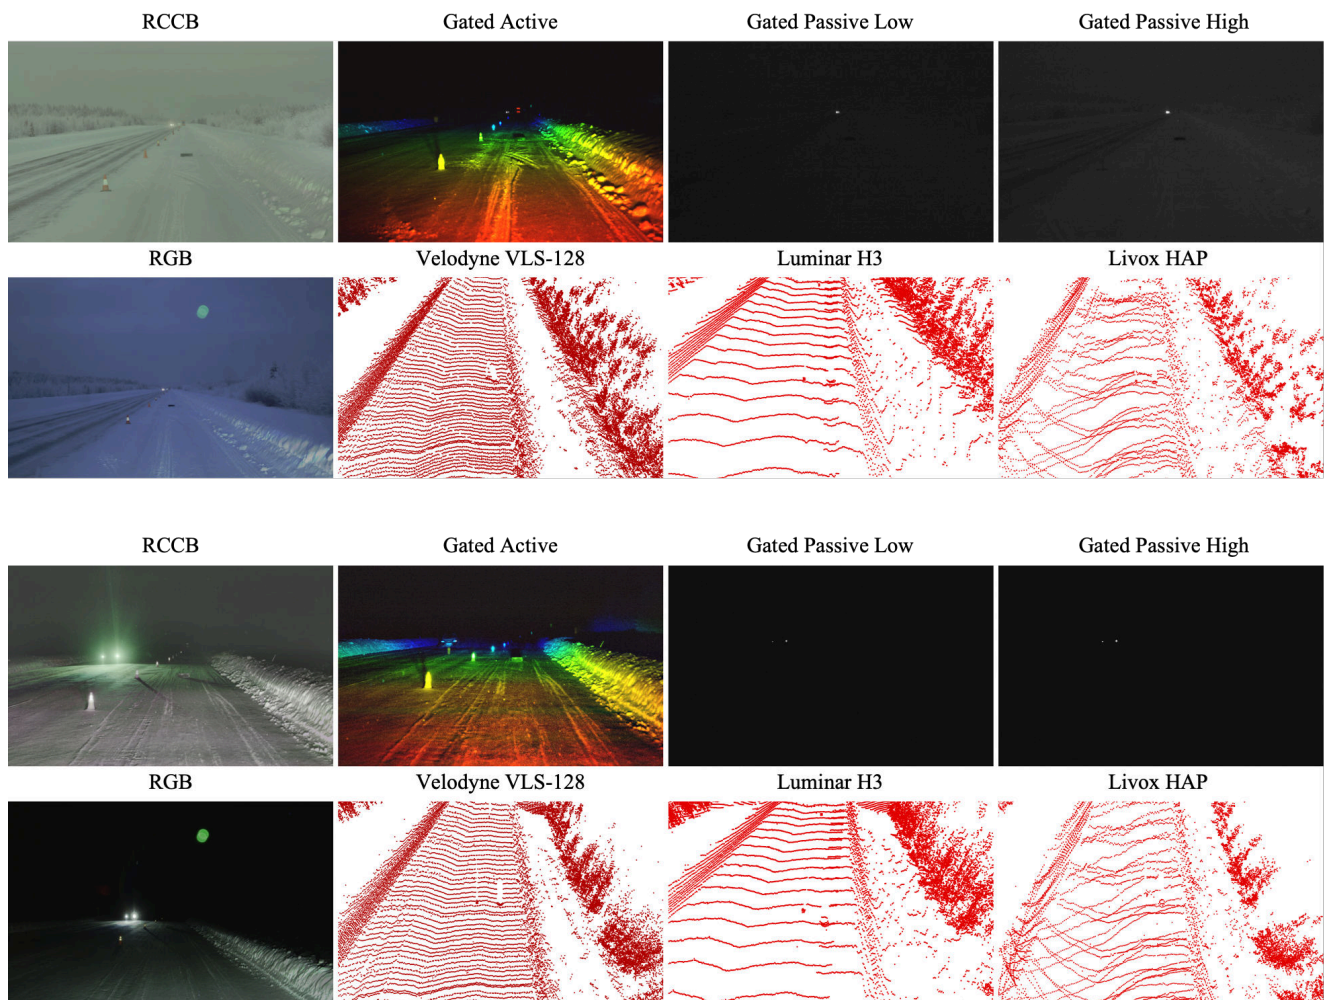 RCCB Gated Active Gated Passive Low Gated Passive High
RGB Velodyne VLS-128 Luminar H3 Livox HAP
RCCB Gated Active Gated Passive Low Gated Passive High
RGB Velodyne VLS-128 Luminar H3 Livox HAP